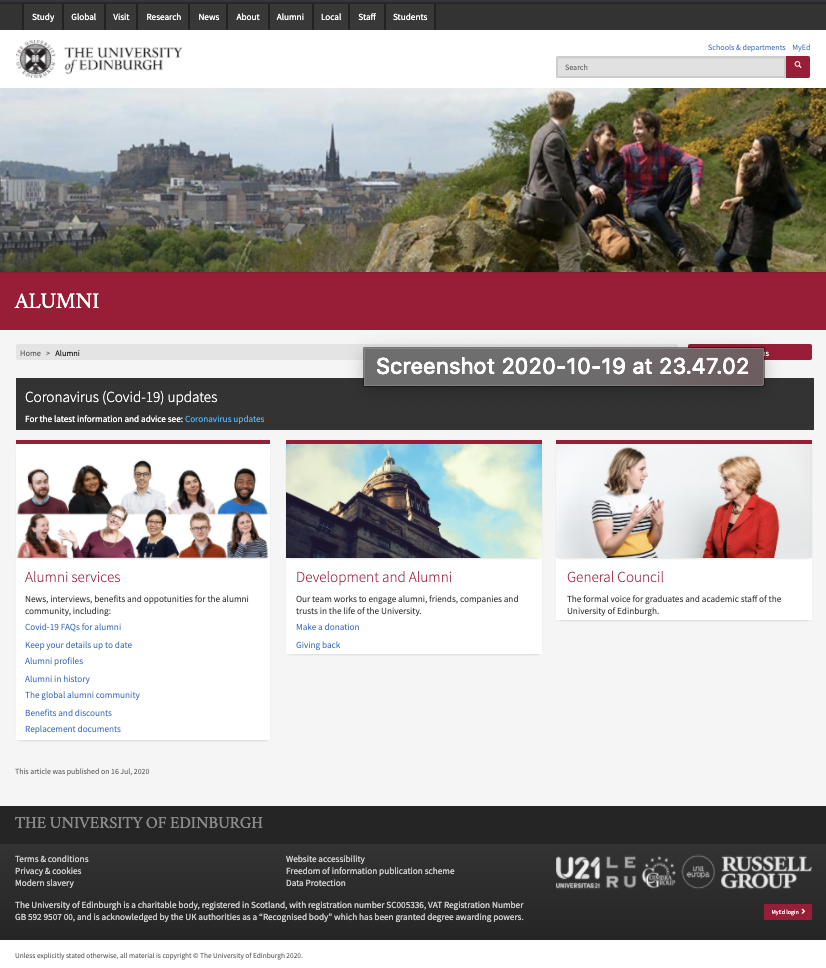 Study Global Visit Research News About Alumni Local Staff Students
THE UNIVERSITY
of EDINBURGH
Schools & departments MyEd
Search
ALUMNI
Home > Alumni
Screenshot 2020-10-19 at 23.47.02
Coronavirus (Covid-19) updates
For the latest information and advice see: Coronavirus updates
Alumni services
News, interviews, benefits and oppotunities for the alumni
community, including:
Covid-19 FAQs for alumni
Keep your details up to date
Alumni profiles
Alumni in history
The global alumni community
Benefits and discounts
Replacement documents
Development and Alumni
Our team works to engage alumni, friends, companies and
trusts in the life of the University.
Make a donation
Giving back
General Council
The formal voice for graduates and academic staff of the
University of Edinburgh.
This article was published on 16 Jul, 2020
THE UNIVERSITY OF EDINBURGH
Terms & conditions
Privacy & cookies
Modern slavery
Website accessibility
Freedom of information publication scheme
Data Protection
U21
UNIVERSITAS 21
LE
RU
COIMBRA
GROUP
una
europa
RUSSELL
GROUP
The University of Edinburgh is a charitable body, registered in Scotland, with registration number SC005336, VAT Registration Number
GB 592 9507 00, and is acknowledged by the UK authorities as a “Recognised body” which has been granted degree awarding powers.
MyEd login
Unless explicitly stated otherwise, all material is copyright © The University of Edinburgh 2020.